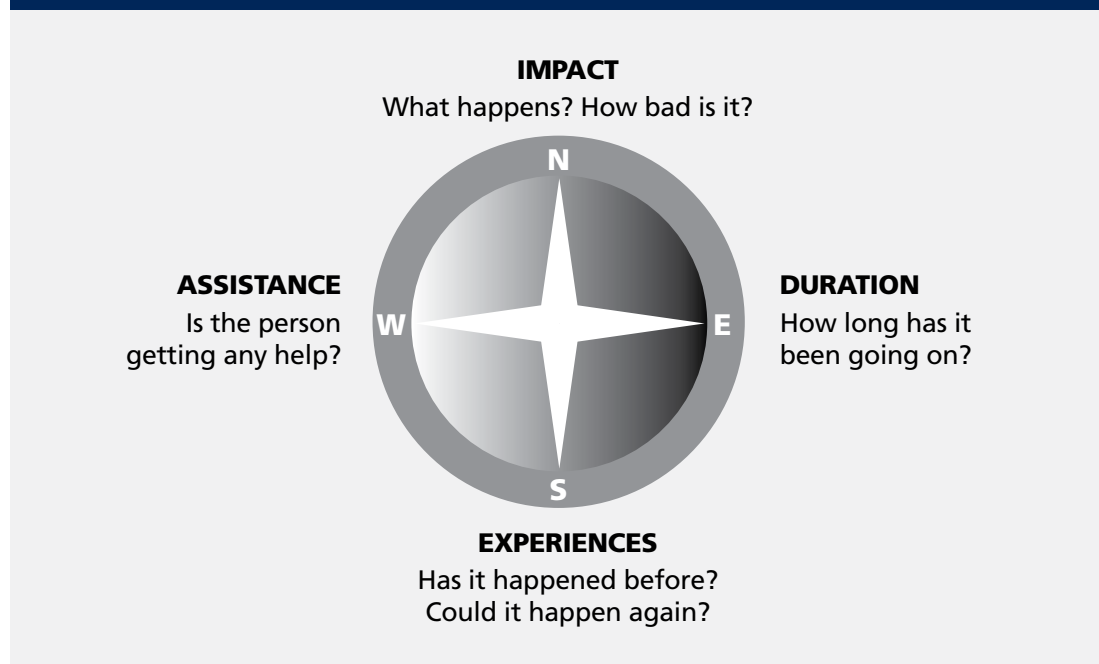 IMPACT
What happens? How bad is it?
N
ASSISTANCE
Is the person
getting any help?
W
E
DURATION
How long has it
been going on?
S
EXPERIENCES
Has it happened before?
Could it happen again?